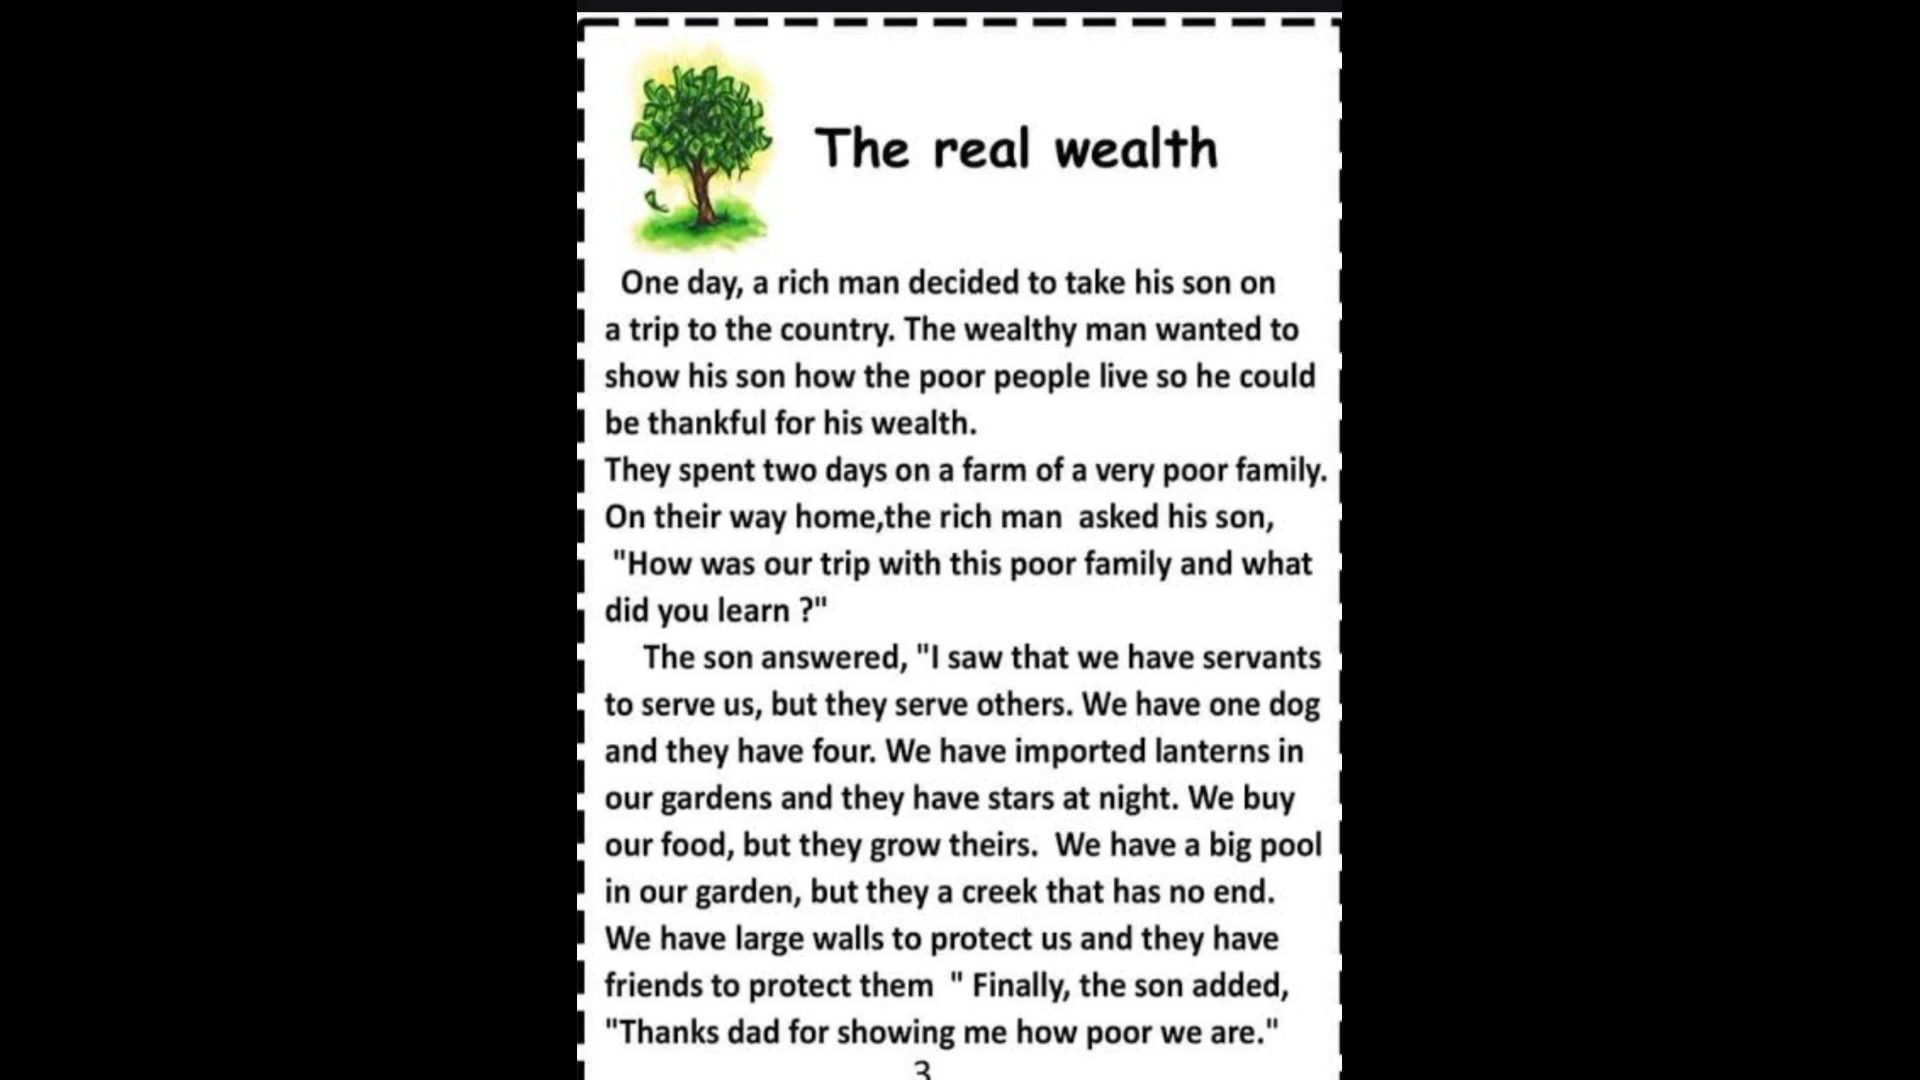 The real wealth
One day, a rich man decided to take his son on
a trip to the country. The wealthy man wanted to
show his son how the poor people live so he could
be thankful for his wealth.
They spent two days on a farm of a very poor family.
On their way home,the rich man  asked his son,
"How was our trip with this poor family and what
did you learn ?"
The son answered, "I saw that we have servants
to serve us, but they serve others. We have one dog
and they have four. We have imported lanterns in
our gardens and they have stars at night. We buy
our food, but they grow theirs.  We have a big pool
in our garden, but they a creek that has no end.
We have large walls to protect us and they have
friends to protect them  " Finally, the son added,
"Thanks dad for showing me how poor we are."
3